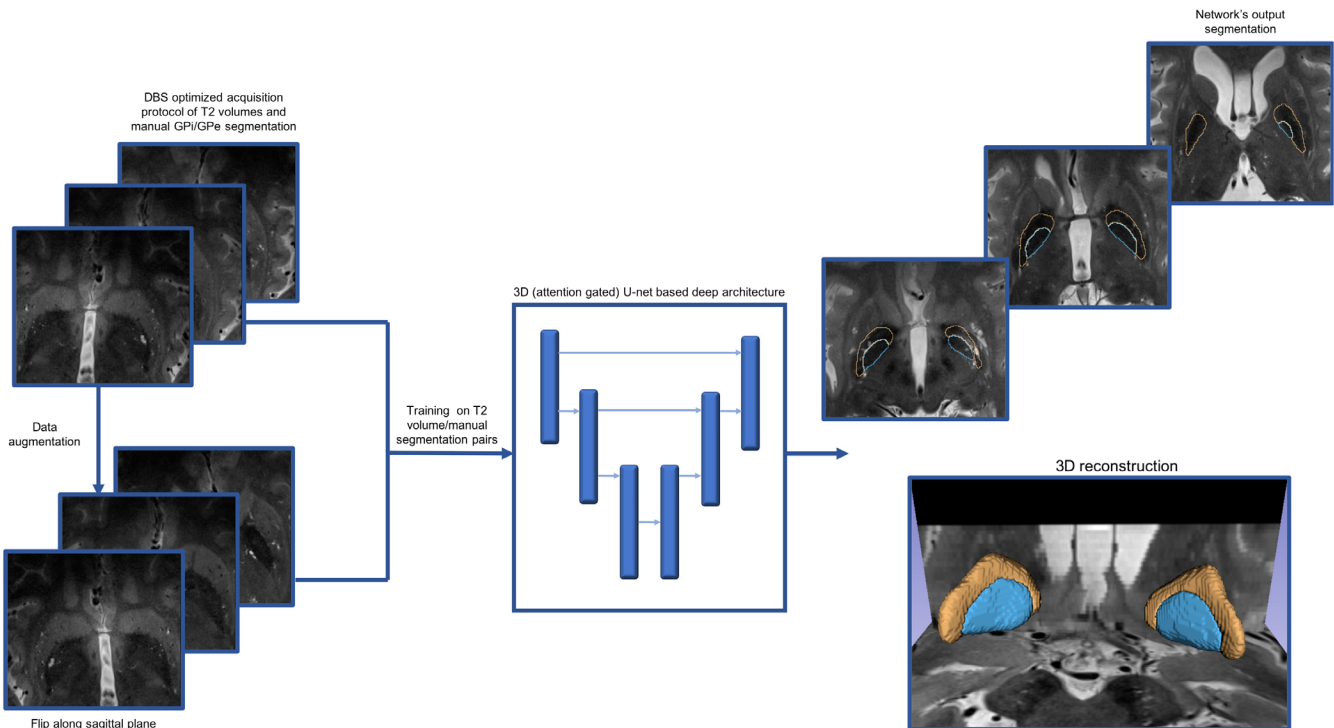 Network's output
segmentation
DBS optimized acquisition
protocol of T2 volumes and
manual GPi/GPe segmentation
3D (attention gated) U-net based deep architecture
Data
augmentation
Training on T2
volume/manual
segmentation pairs
3D reconstruction
Flip along sagittal plane